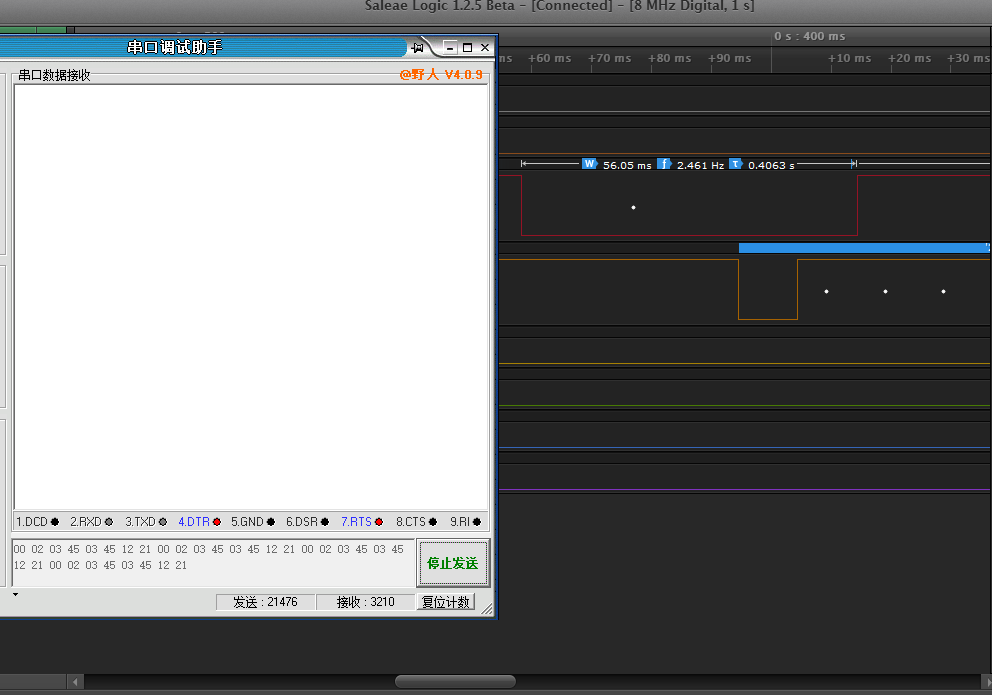 Saleae Logic 1.2.5 Beta - [Connected] - [8 MHz Digital, 1 s]
0 s : 400 ms
ms +60 ms +70 ms +80 ms +90 ms +10 ms +20 ms +30 ms
W 56.05 ms f 2.461 Hz T 0.4063 s
串口调试助手
串口数据接收 @野人 V4.0.9
1.DCD 2.RXD 3.TXD 4.DTR 5.GND 6.DSR 7.RTS 8.CTS 9.RI
00 02 03 45 03 45 12 21 00 02 03 45 03 45 12 21 00 02 03 45 03 45
12 21 00 02 03 45 03 45 12 21
停止发送
发送 : 21476 接收 : 3210 复位计数